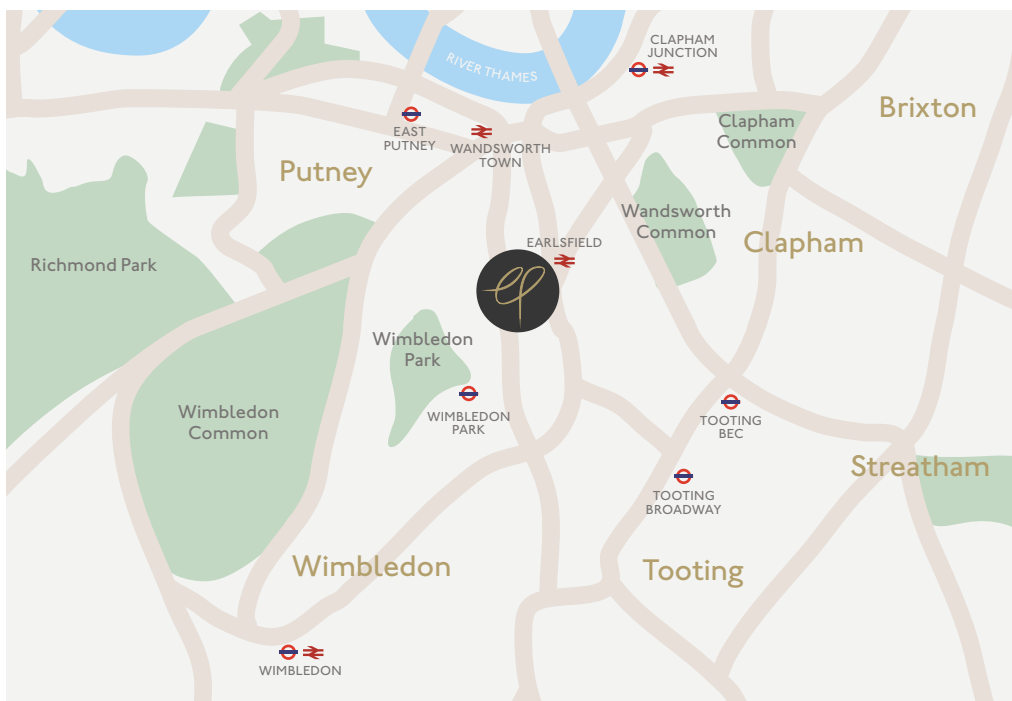 CLAPHAM
JUNCTION
RIVER THAMES
Brixton
EAST
PUTNEY
WANDSWORTH
TOWN
Clapham
Common
Putney
Wandsworth
Common
Clapham
EARLSFIELD
Richmond Park
Wimbledon
Park
Wimbledon
Common
WIMBLEDON
PARK
TOOTING
BEC
Streatham
TOOTING
BROADWAY
Wimbledon
Tooting
WIMBLEDON